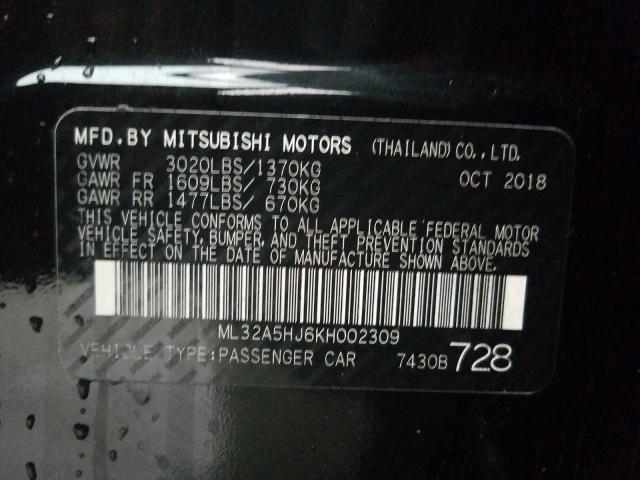 MFD.BY MITSUBISHI MOTORS (THAILAND)CO.,LTD.
GVWR 3020LBS/1370KG OCT 2018
GAWR FR 1609LBS/ 730KG
GAWR RR 1477LBS/ 670KG
THIS VEHICLE CONFORMS TO ALL APPLICABLE FEDERAL MOTOR
VEHICLE SAFETY, BUMPER, AND THEFT PREVENTION STANDARDS
IN EFFECT ON THE DATE OF MANUFACTURE SHOWN ABOVE.
ML32A5HJ6KH002309
VEHICLE TYPE:PASSENGER CAR 7430B 728